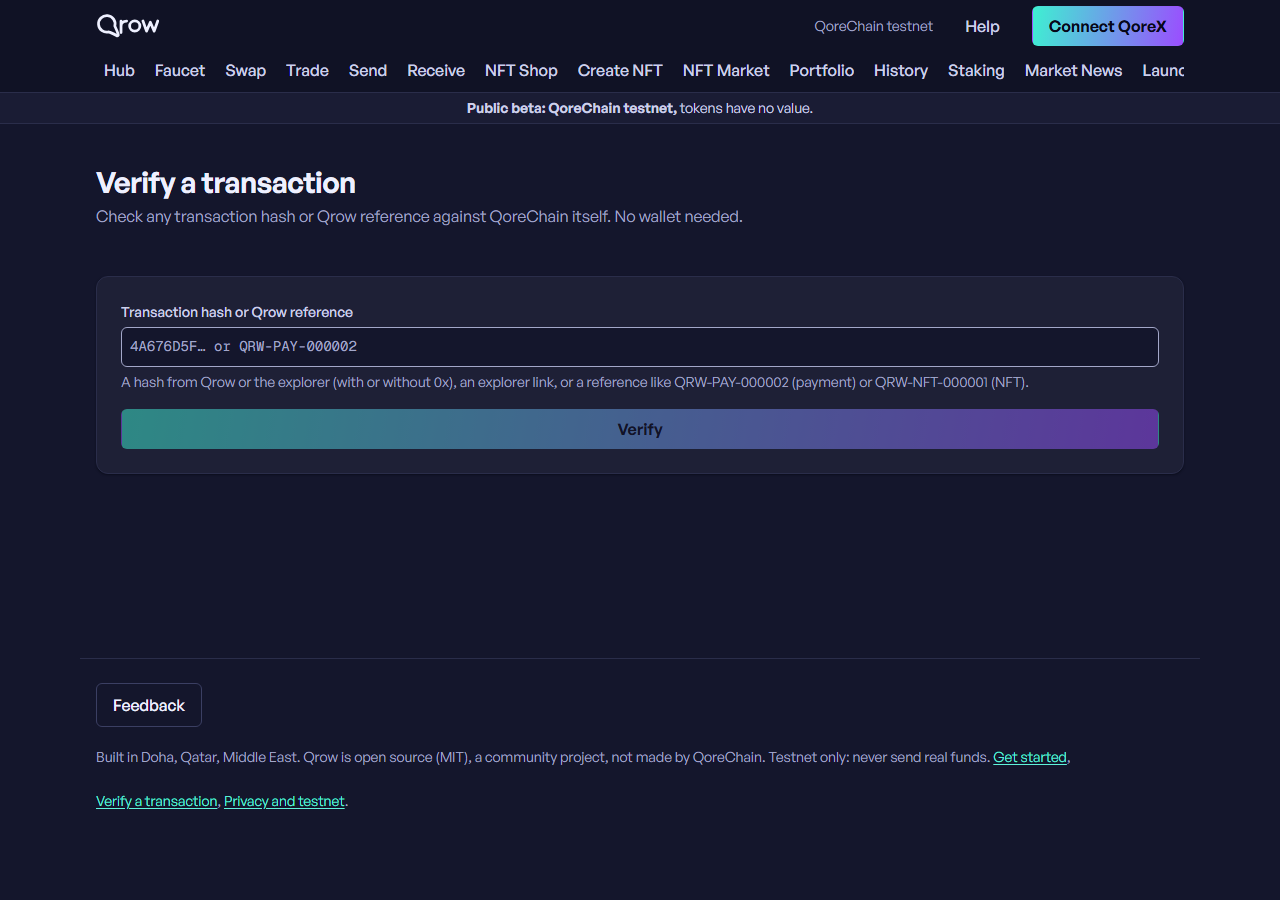 Qrow
QoreChain testnet
Help
Connect QoreX
Hub Faucet Swap Trade Send Receive NFT Shop Create NFT NFT Market Portfolio History Staking Market News
Public beta: QoreChain testnet, tokens have no value.
Verify a transaction
Check any transaction hash or Qrow reference against QoreChain itself. No wallet needed.
Transaction hash or Qrow reference
4A676D5F… or QRW-PAY-000002
A hash from Qrow or the explorer (with or without 0x), an explorer link, or a reference like QRW-PAY-000002 (payment) or QRW-NFT-000001 (NFT).
Verify
Feedback
Built in Doha, Qatar, Middle East. Qrow is open source (MIT), a community project, not made by QoreChain. Testnet only: never send real funds. Get started,
Verify a transaction, Privacy and testnet.